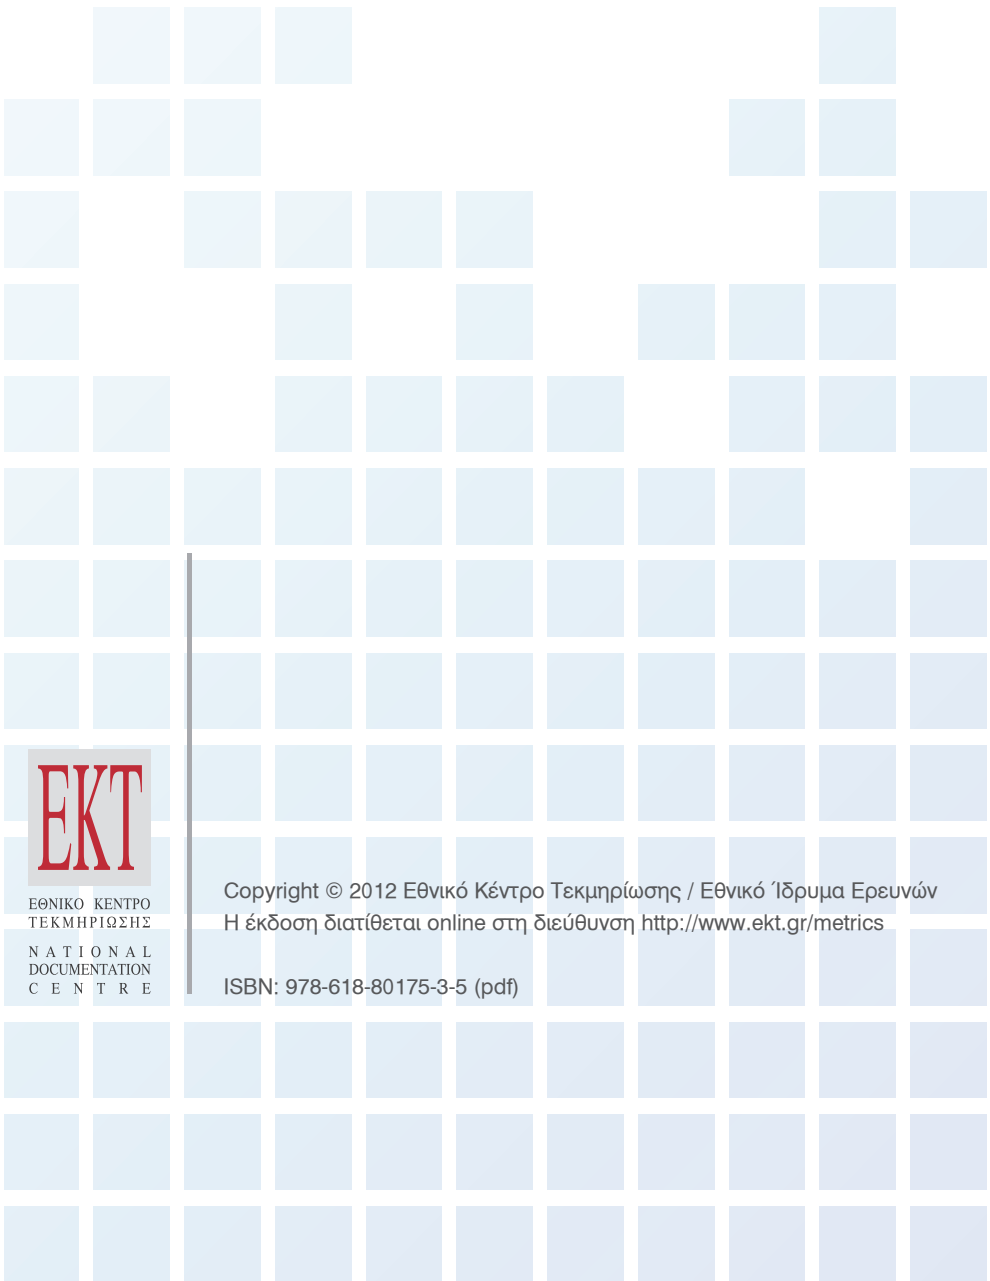 EKT
ΕΘΝΙΚΟ ΚΕΝΤΡΟ
ΤΕΚΜΗΡΙΩΣΗΣ
NATIONAL
DOCUMENTATION
CENTRE
Copyright © 2012 Εθνικό Κέντρο Τεκμηρίωσης / Εθνικό Ίδρυμα Ερευνών
Η έκδοση διατίθεται online στη διεύθυνση http://www.ekt.gr/metrics
ISBN: 978-618-80175-3-5 (pdf)